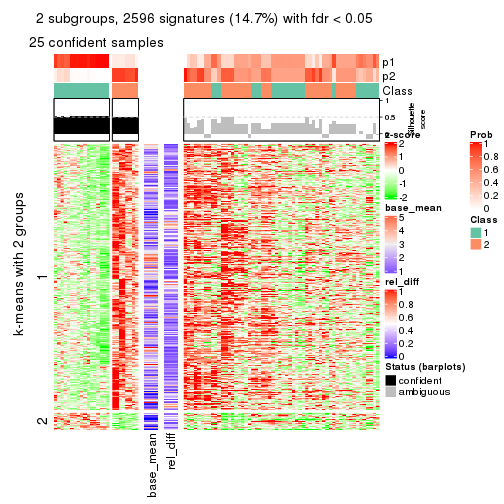 2 subgroups, 2596 signatures (14.7%) with fdr < 0.05
25 confident samples
p1
p2
Class
1
0.5
0
Silhouette
score
k-means with 2 groups
1
2
base_mean
rel_diff
z-score
2
1
0
-1
-2
base_mean
5
4
3
2
1
rel_diff
1
0.8
0.6
0.4
0.2
0
Status (barplots)
confident
ambiguous
Prob
1
0.8
0.6
0.4
0.2
0
Class
1
2